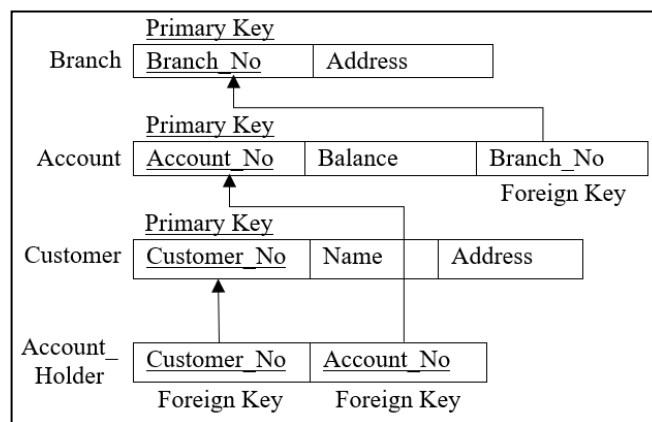 Primary Key
Branch Branch_No Address
Primary Key
Account Account_No Balance Branch_No
Foreign Key
Primary Key
Customer Customer_No Name Address
Account_
Holder Customer_No Account_No
Foreign Key Foreign Key